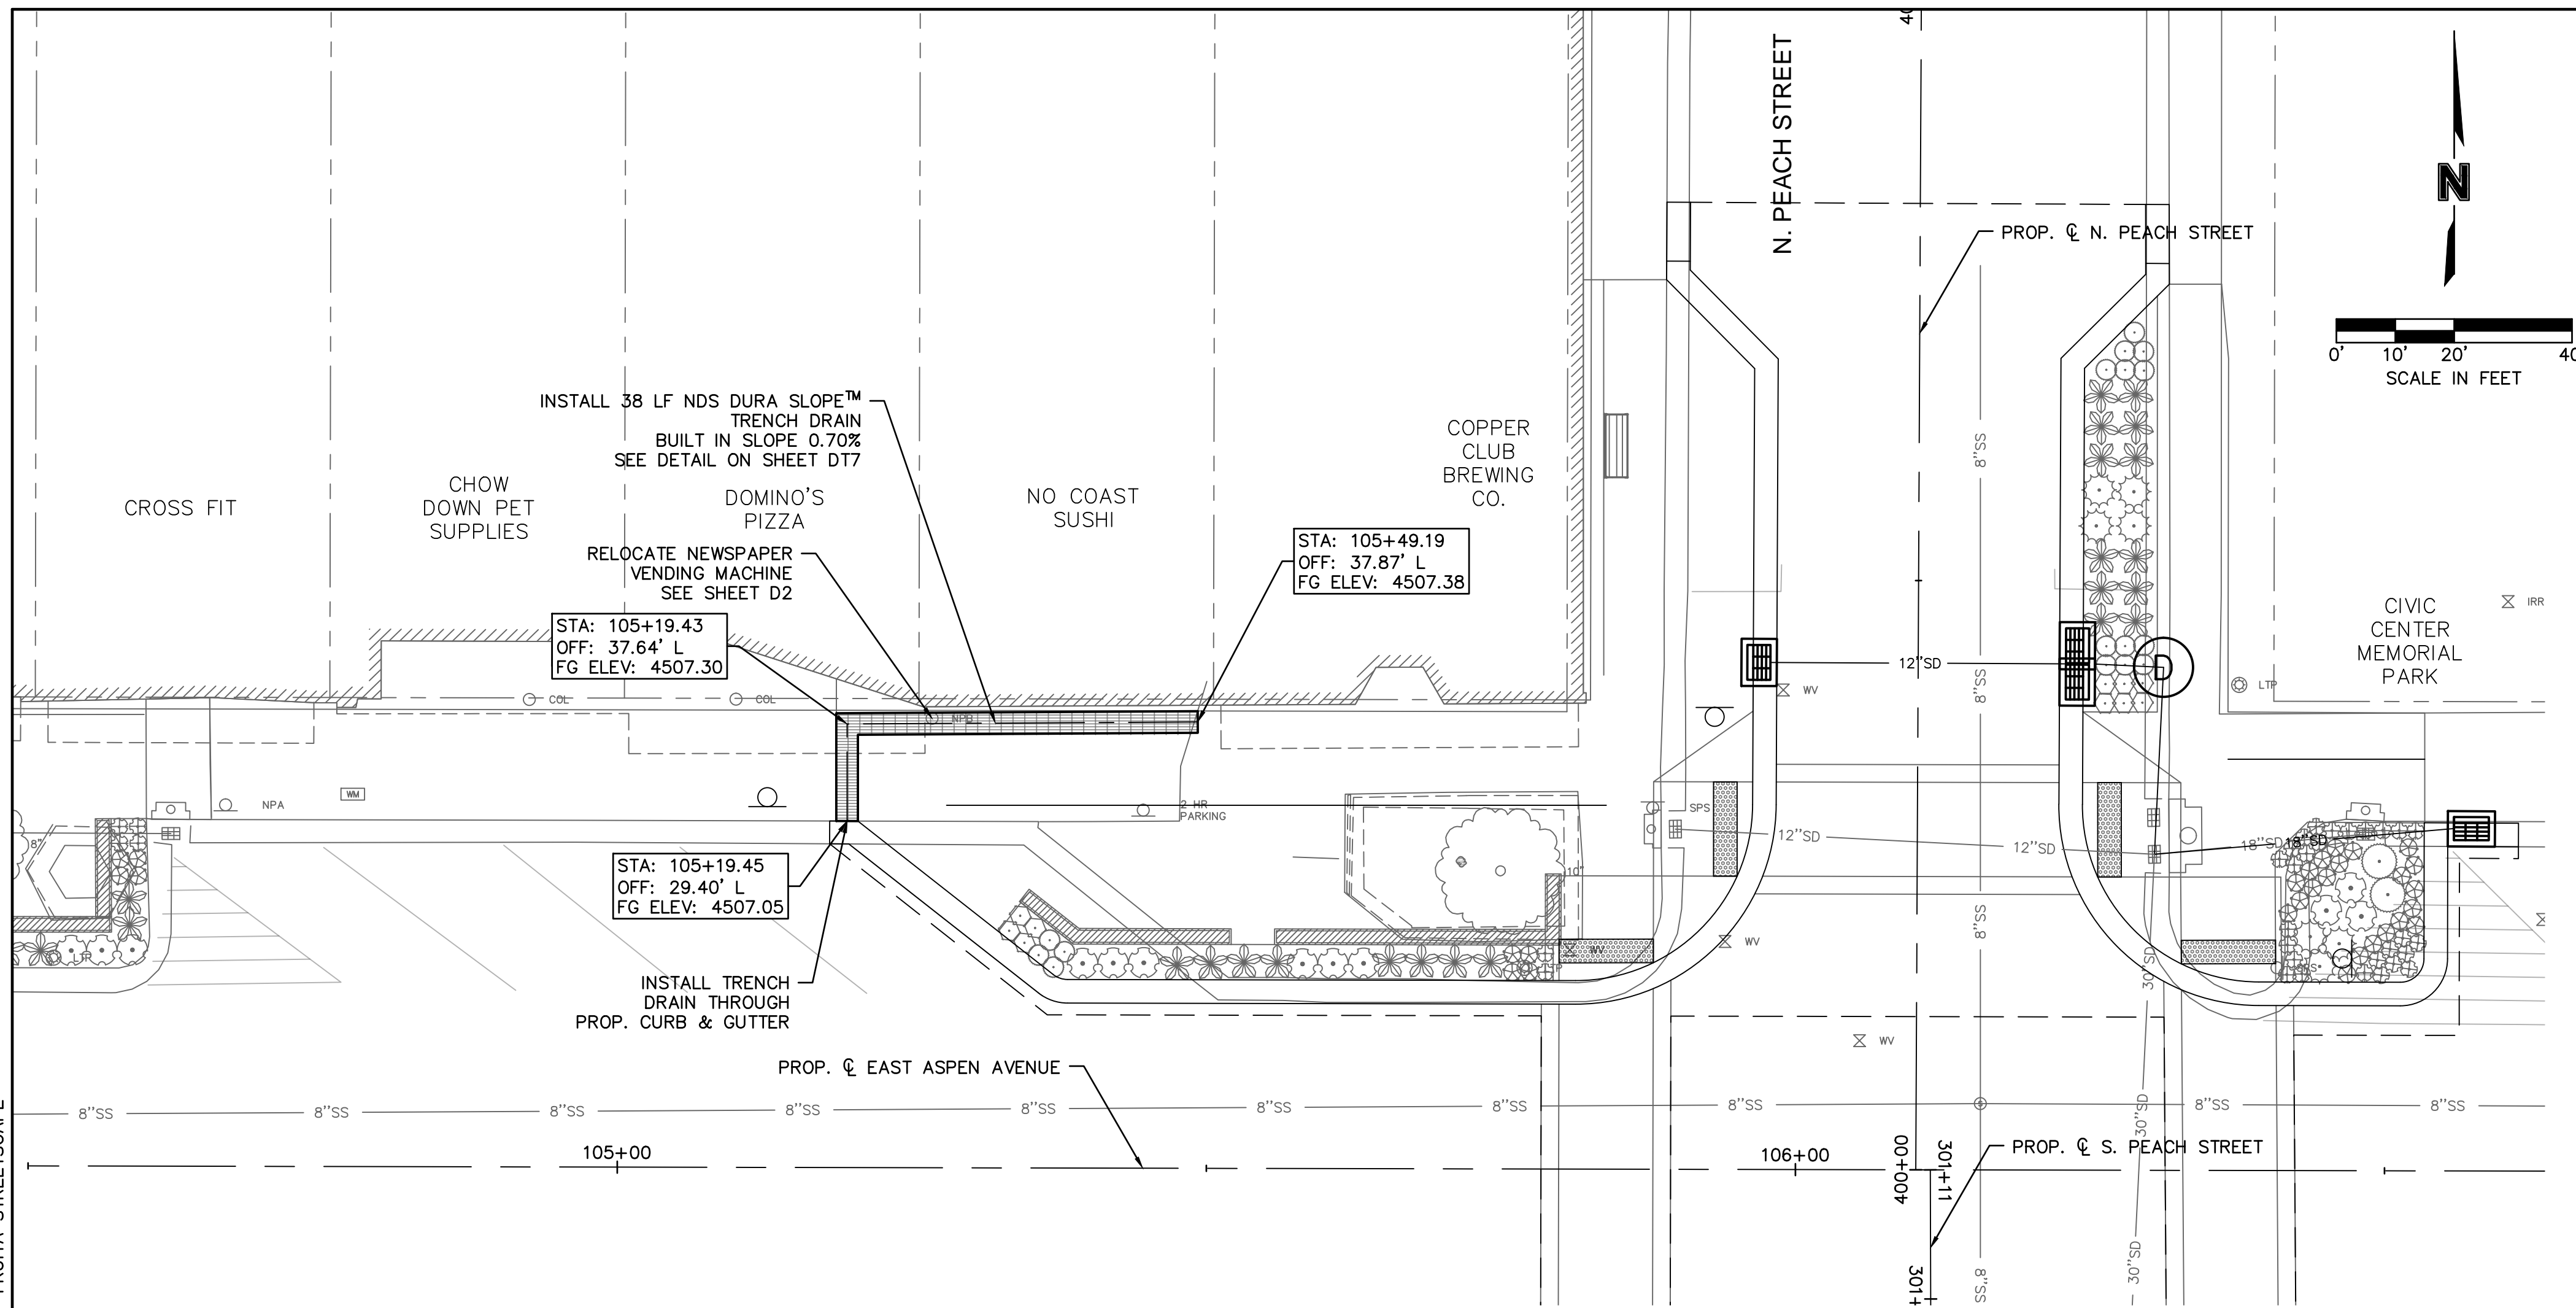 N. PEACH STREET
N
PROP. ℄ N. PEACH STREET
0' 10' 20' 40
SCALE IN FEET
INSTALL 38 LF NDS DURA SLOPE™
TRENCH DRAIN
BUILT IN SLOPE 0.70%
SEE DETAIL ON SHEET DT7
COPPER
CLUB
BREWING
CO.
CROSS FIT
CHOW
DOWN PET
SUPPLIES
DOMINO'S
PIZZA
NO COAST
SUSHI
RELOCATE NEWSPAPER
VENDING MACHINE
SEE SHEET D2
STA: 105+49.19
OFF: 37.87' L
FG ELEV: 4507.38
STA: 105+19.43
OFF: 37.64' L
FG ELEV: 4507.30
8"SS
8"SS
8"SS
IRR
CIVIC
CENTER
MEMORIAL
PARK
12"SD
D
LTP
WV
COL
COL
NPB
NPA
WM
2 HR
PARKING
SPS
12"SD
12"SD
18"SD
18"SD
8"
10"
STA: 105+19.45
OFF: 29.40' L
FG ELEV: 4507.05
WV
WV
30"SD
INSTALL TRENCH
DRAIN THROUGH
PROP. CURB & GUTTER
WV
PROP. ℄ EAST ASPEN AVENUE
8"SS
8"SS
8"SS
8"SS
8"SS
8"SS
8"SS
8"SS
8"SS
8"SS
30"SD
105+00
106+00
400+00
301+11
PROP. ℄ S. PEACH STREET
30"SD
301+